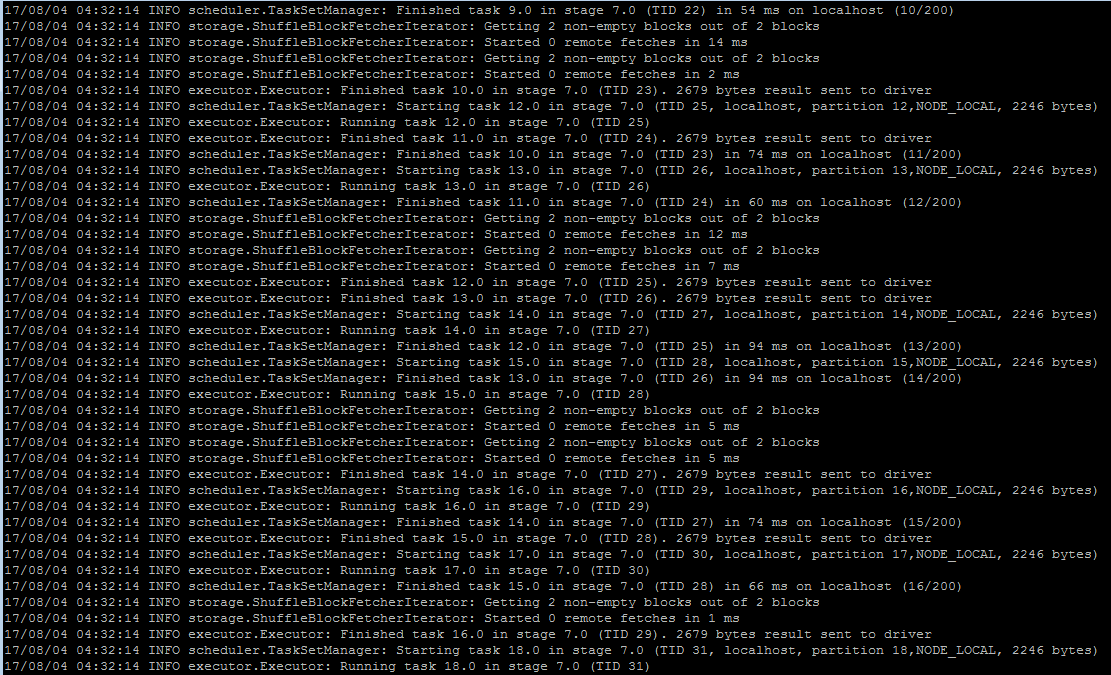 17/08/04 04:32:14 INFO scheduler.TaskSetManager: Finished task 9.0 in stage 7.0 (TID 22) in 54 ms on localhost (10/200)
17/08/04 04:32:14 INFO storage.ShuffleBlockFetcherIterator: Getting 2 non-empty blocks out of 2 blocks
17/08/04 04:32:14 INFO storage.ShuffleBlockFetcherIterator: Started 0 remote fetches in 14 ms
17/08/04 04:32:14 INFO storage.ShuffleBlockFetcherIterator: Getting 2 non-empty blocks out of 2 blocks
17/08/04 04:32:14 INFO storage.ShuffleBlockFetcherIterator: Started 0 remote fetches in 2 ms
17/08/04 04:32:14 INFO executor.Executor: Finished task 10.0 in stage 7.0 (TID 23). 2679 bytes result sent to driver
17/08/04 04:32:14 INFO scheduler.TaskSetManager: Starting task 12.0 in stage 7.0 (TID 25, localhost, partition 12,NODE_LOCAL, 2246 bytes)
17/08/04 04:32:14 INFO executor.Executor: Running task 12.0 in stage 7.0 (TID 25)
17/08/04 04:32:14 INFO executor.Executor: Finished task 11.0 in stage 7.0 (TID 24). 2679 bytes result sent to driver
17/08/04 04:32:14 INFO scheduler.TaskSetManager: Finished task 10.0 in stage 7.0 (TID 23) in 74 ms on localhost (11/200)
17/08/04 04:32:14 INFO scheduler.TaskSetManager: Starting task 13.0 in stage 7.0 (TID 26, localhost, partition 13,NODE_LOCAL, 2246 bytes)
17/08/04 04:32:14 INFO executor.Executor: Running task 13.0 in stage 7.0 (TID 26)
17/08/04 04:32:14 INFO scheduler.TaskSetManager: Finished task 11.0 in stage 7.0 (TID 24) in 60 ms on localhost (12/200)
17/08/04 04:32:14 INFO storage.ShuffleBlockFetcherIterator: Getting 2 non-empty blocks out of 2 blocks
17/08/04 04:32:14 INFO storage.ShuffleBlockFetcherIterator: Started 0 remote fetches in 12 ms
17/08/04 04:32:14 INFO storage.ShuffleBlockFetcherIterator: Getting 2 non-empty blocks out of 2 blocks
17/08/04 04:32:14 INFO storage.ShuffleBlockFetcherIterator: Started 0 remote fetches in 7 ms
17/08/04 04:32:14 INFO executor.Executor: Finished task 12.0 in stage 7.0 (TID 25). 2679 bytes result sent to driver
17/08/04 04:32:14 INFO executor.Executor: Finished task 13.0 in stage 7.0 (TID 26). 2679 bytes result sent to driver
17/08/04 04:32:14 INFO scheduler.TaskSetManager: Starting task 14.0 in stage 7.0 (TID 27, localhost, partition 14,NODE_LOCAL, 2246 bytes)
17/08/04 04:32:14 INFO executor.Executor: Running task 14.0 in stage 7.0 (TID 27)
17/08/04 04:32:14 INFO scheduler.TaskSetManager: Finished task 12.0 in stage 7.0 (TID 25) in 94 ms on localhost (13/200)
17/08/04 04:32:14 INFO scheduler.TaskSetManager: Starting task 15.0 in stage 7.0 (TID 28, localhost, partition 15,NODE_LOCAL, 2246 bytes)
17/08/04 04:32:14 INFO scheduler.TaskSetManager: Finished task 13.0 in stage 7.0 (TID 26) in 94 ms on localhost (14/200)
17/08/04 04:32:14 INFO executor.Executor: Running task 15.0 in stage 7.0 (TID 28)
17/08/04 04:32:14 INFO storage.ShuffleBlockFetcherIterator: Getting 2 non-empty blocks out of 2 blocks
17/08/04 04:32:14 INFO storage.ShuffleBlockFetcherIterator: Started 0 remote fetches in 5 ms
17/08/04 04:32:14 INFO storage.ShuffleBlockFetcherIterator: Getting 2 non-empty blocks out of 2 blocks
17/08/04 04:32:14 INFO storage.ShuffleBlockFetcherIterator: Started 0 remote fetches in 5 ms
17/08/04 04:32:14 INFO executor.Executor: Finished task 14.0 in stage 7.0 (TID 27). 2679 bytes result sent to driver
17/08/04 04:32:14 INFO scheduler.TaskSetManager: Starting task 16.0 in stage 7.0 (TID 29, localhost, partition 16,NODE_LOCAL, 2246 bytes)
17/08/04 04:32:14 INFO executor.Executor: Running task 16.0 in stage 7.0 (TID 29)
17/08/04 04:32:14 INFO scheduler.TaskSetManager: Finished task 14.0 in stage 7.0 (TID 27) in 74 ms on localhost (15/200)
17/08/04 04:32:14 INFO executor.Executor: Finished task 15.0 in stage 7.0 (TID 28). 2679 bytes result sent to driver
17/08/04 04:32:14 INFO scheduler.TaskSetManager: Starting task 17.0 in stage 7.0 (TID 30, localhost, partition 17,NODE_LOCAL, 2246 bytes)
17/08/04 04:32:14 INFO executor.Executor: Running task 17.0 in stage 7.0 (TID 30)
17/08/04 04:32:14 INFO scheduler.TaskSetManager: Finished task 15.0 in stage 7.0 (TID 28) in 66 ms on localhost (16/200)
17/08/04 04:32:14 INFO storage.ShuffleBlockFetcherIterator: Getting 2 non-empty blocks out of 2 blocks
17/08/04 04:32:14 INFO storage.ShuffleBlockFetcherIterator: Started 0 remote fetches in 1 ms
17/08/04 04:32:14 INFO executor.Executor: Finished task 16.0 in stage 7.0 (TID 29). 2679 bytes result sent to driver
17/08/04 04:32:14 INFO scheduler.TaskSetManager: Starting task 18.0 in stage 7.0 (TID 31, localhost, partition 18,NODE_LOCAL, 2246 bytes)
17/08/04 04:32:14 INFO executor.Executor: Running task 18.0 in stage 7.0 (TID 31)